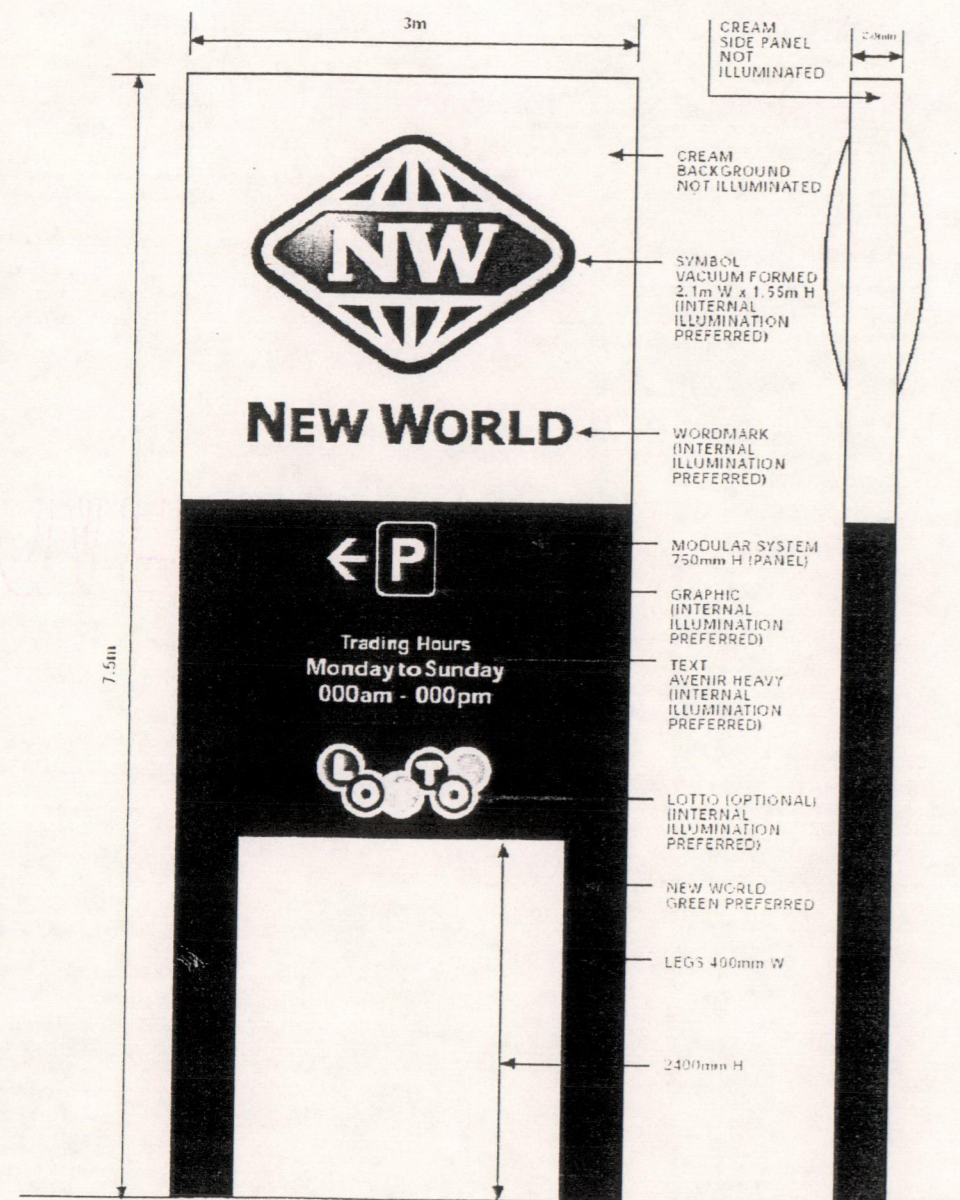 3m
CREAM
SIDE PANEL
NOT
ILLUMINATED
CREAM
BACKGROUND
NOT ILLUMINATED
NW
SYMBOL
VACUUM FORMED
2.1m W x 1.55m H
(INTERNAL
ILLUMINATION
PREFERRED)
NEW WORLD
WORDMARK
(INTERNAL
ILLUMINATION
PREFERRED)
P
MODULAR SYSTEM
750mm H (PANEL)
GRAPHIC
(INTERNAL
ILLUMINATION
PREFERRED)
Trading Hours
Monday to Sunday
000am - 000pm
TEXT
AVENIR HEAVY
(INTERNAL
ILLUMINATION
PREFERRED)
7.5m
LOTTO
LOTTO (OPTIONAL)
(INTERNAL
ILLUMINATION
PREFERRED)
NEW WORLD
GREEN PREFERRED
LEGS 400mm W
2400mm H